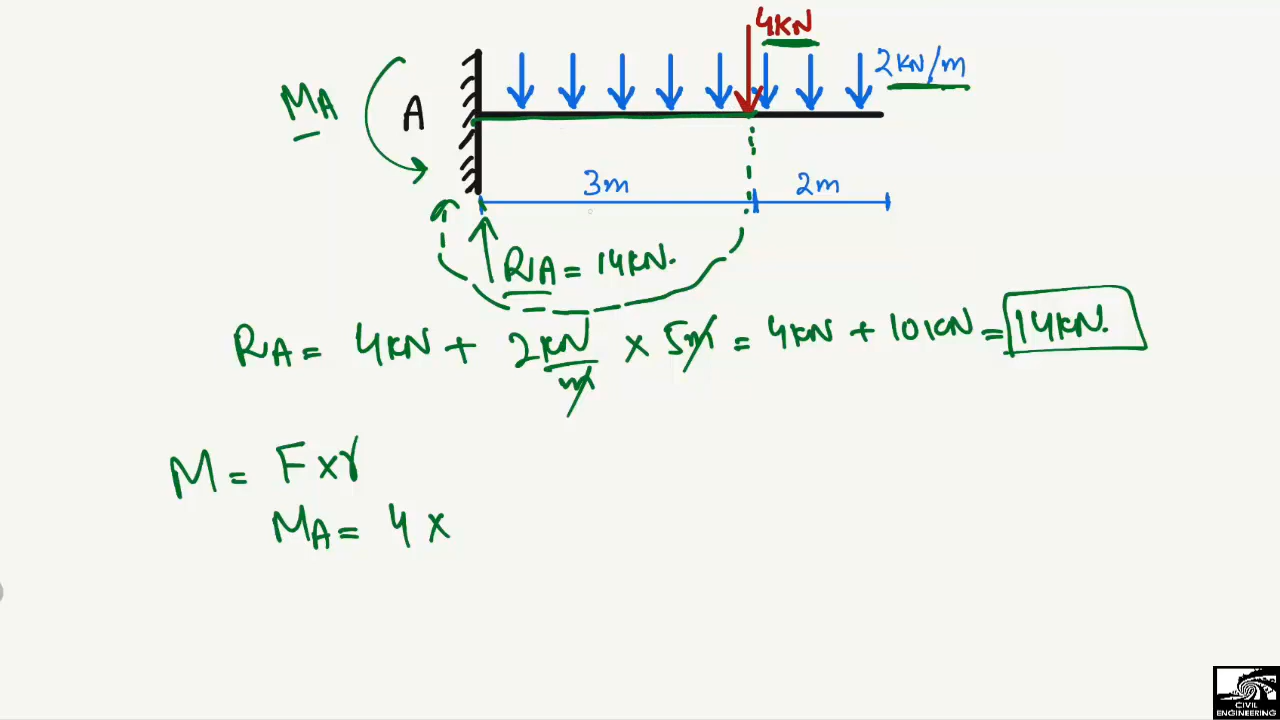 4KN
2KN/m
MA
A
3m 2m
RA = 14KN.
RA = 4KN + 2KN/m x 5m = 4KN + 10KN = 14KN.
M = F x r
MA = 4 x
CIVIL
ENGINEERING